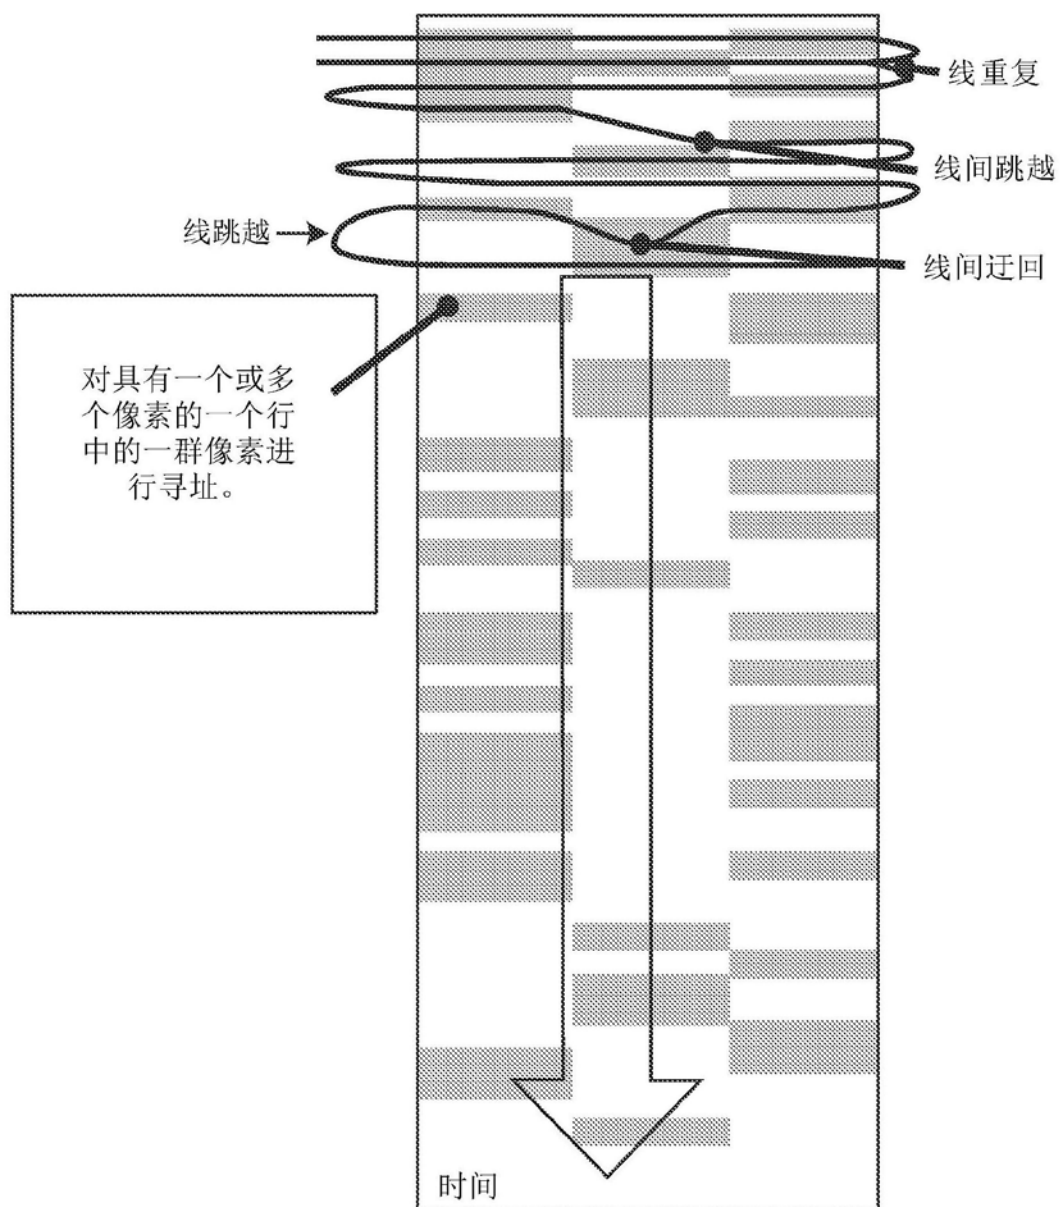 线重复
线间跳越
线跳越
线间迂回
对具有一个或多
个像素的一个行
中的一群像素进
行寻址。
时间